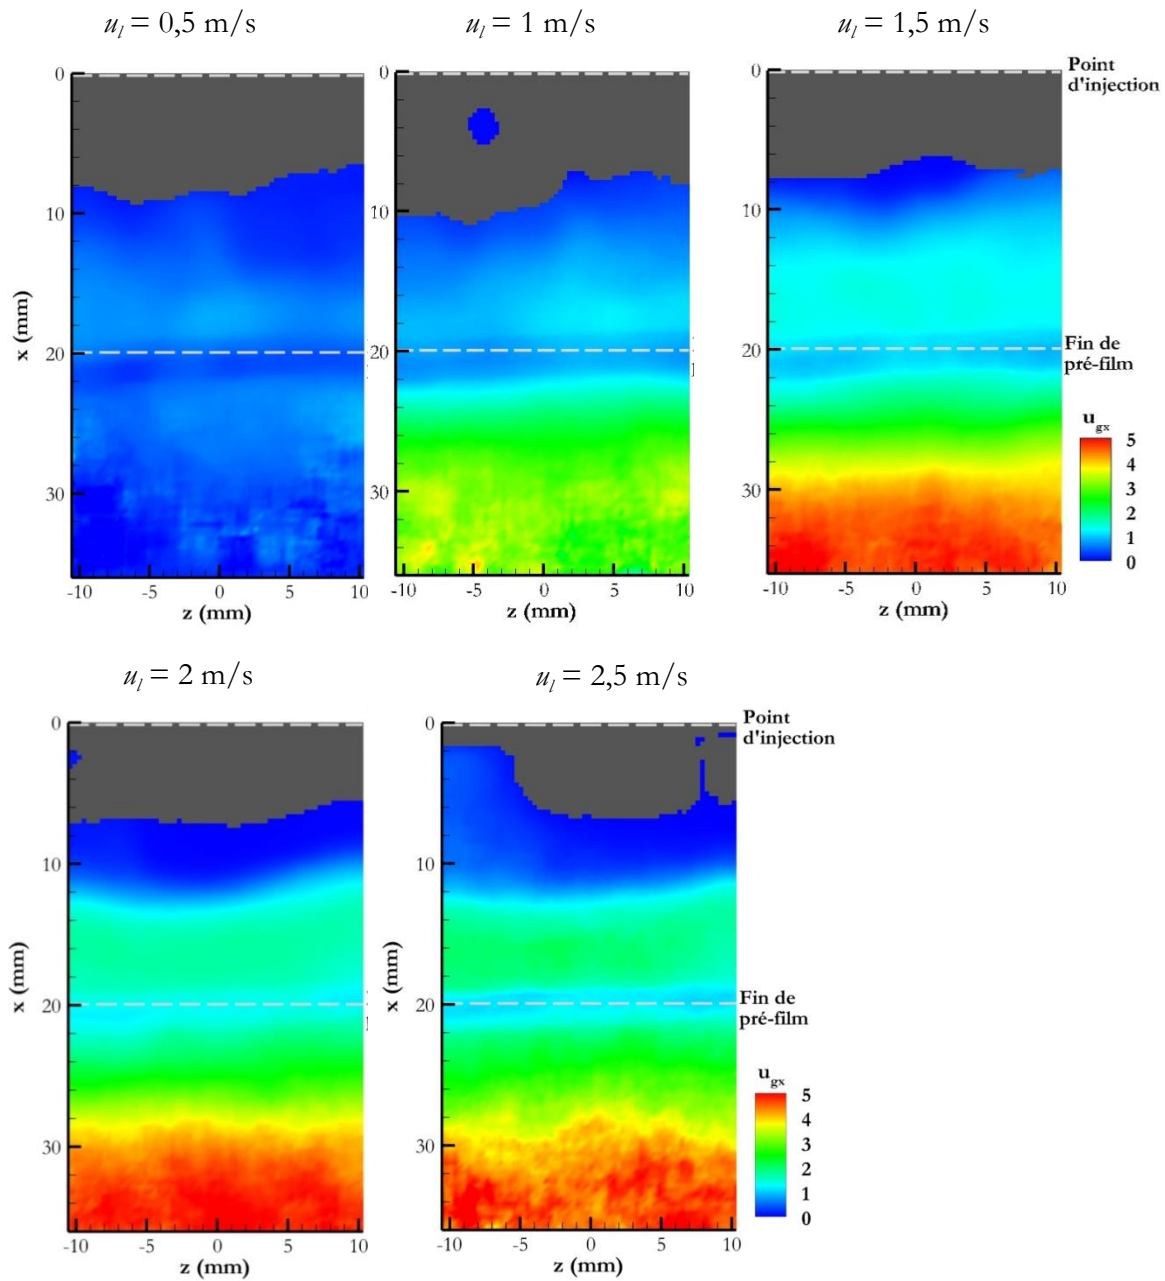 u_l = 0,5 m/s
u_l = 1 m/s
u_l = 1,5 m/s
0
10
20
30
x (mm)
-10 -5 0 5 10
z (mm)
0
10
20
30
-10 -5 0 5 10
z (mm)
0
10
20
30
-10 -5 0 5 10
z (mm)
Point
d'injection
Fin de
pré-film
u_gx
5
4
3
2
1
0
u_l = 2 m/s
u_l = 2,5 m/s
0
10
20
30
x (mm)
-10 -5 0 5 10
z (mm)
0
10
20
30
x (mm)
-10 -5 0 5 10
z (mm)
Point
d'injection
Fin de
pré-film
u_gx
5
4
3
2
1
0